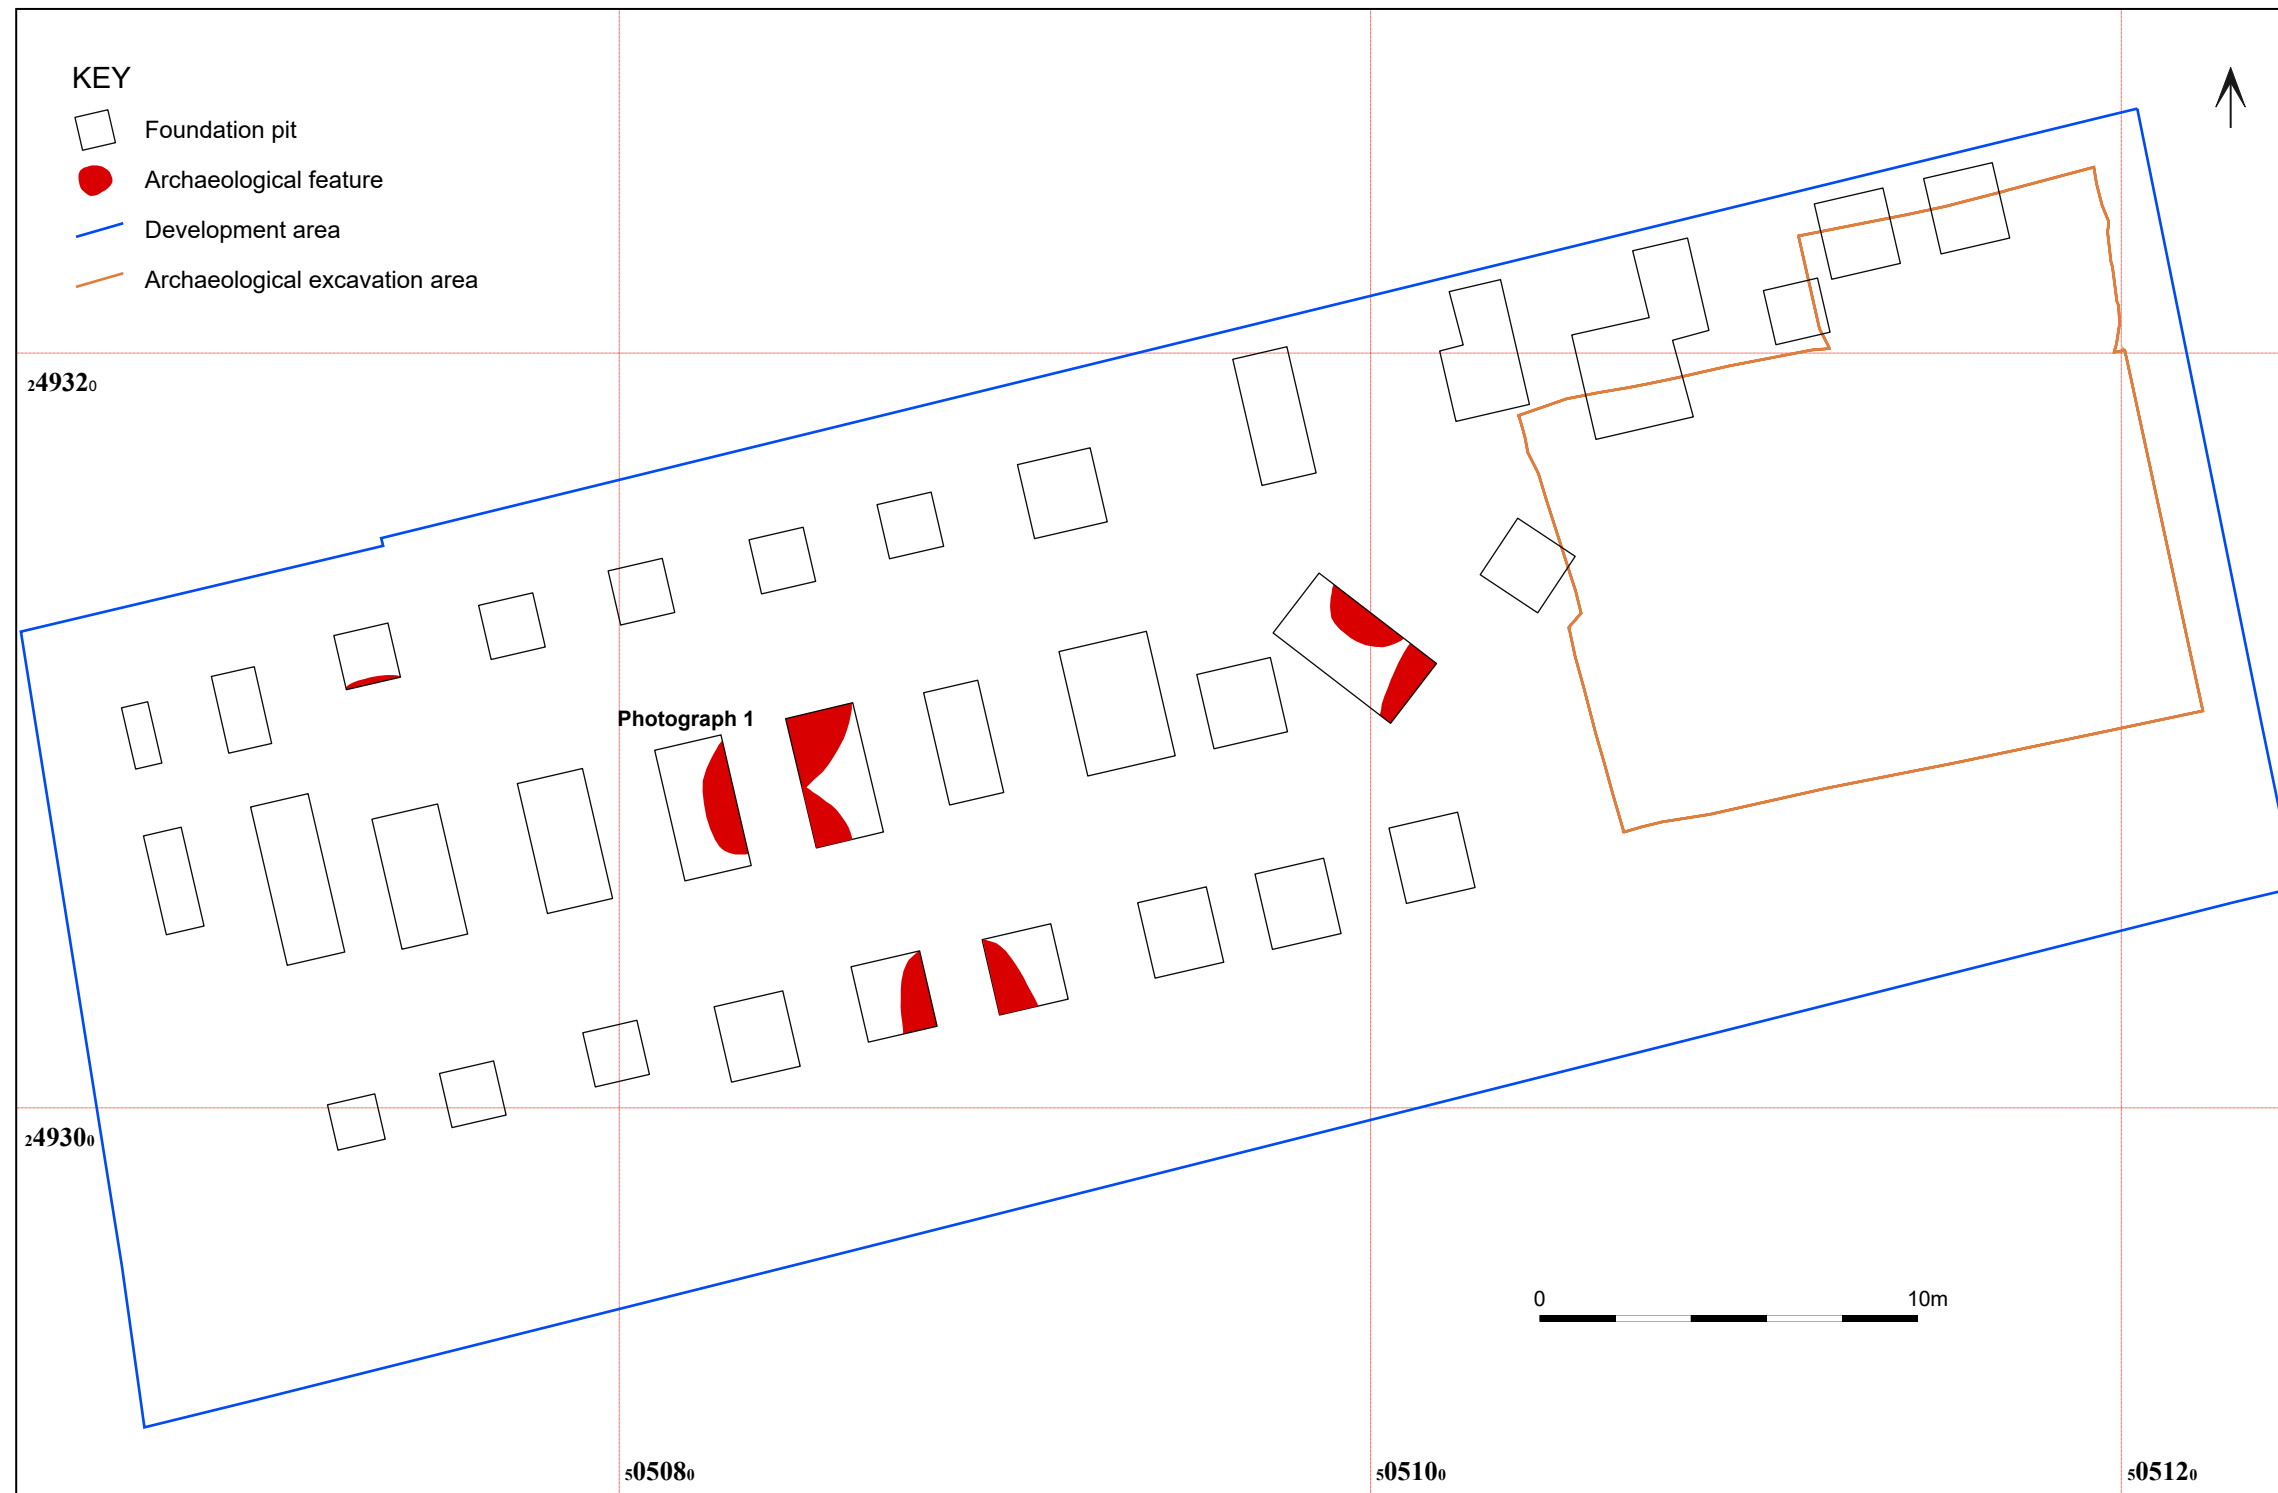 KEY
Foundation pit
Archaeological feature
Development area
Archaeological excavation area
249320
Photograph 1
249300
0 10m
505080 505100 505120